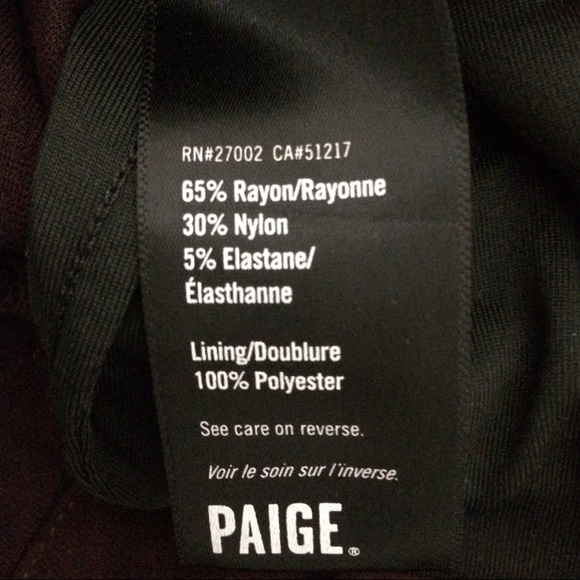 RN#27002 CA#51217
65% Rayon/Rayonne
30% Nylon
5% Elastane/
Élasthanne
Lining/Doublure
100% Polyester
See care on reverse.
Voir le soin sur l'inverse.
PAIGE®